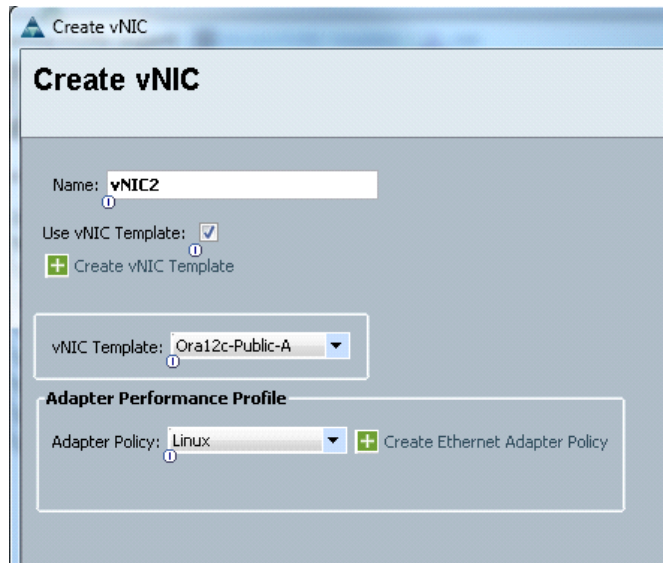 Create vNIC
Create vNIC
Name: vNIC2
Use vNIC Template:
Create vNIC Template
vNIC Template: Ora12c-Public-A
Adapter Performance Profile
Adapter Policy: Linux Create Ethernet Adapter Policy